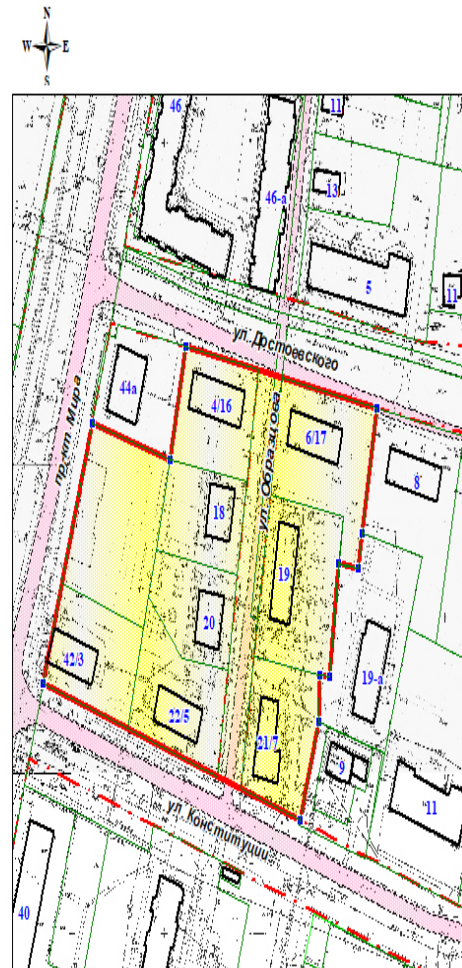 N
W E
S
46
11
46-а
13
5
11
ул. Достоевского
44а
4/16
ул. Образцова
6/17
пр-кт Мира
8
18
19
20
19-а
42/3
22/5
21/7
9
11
ул. Конституции
40